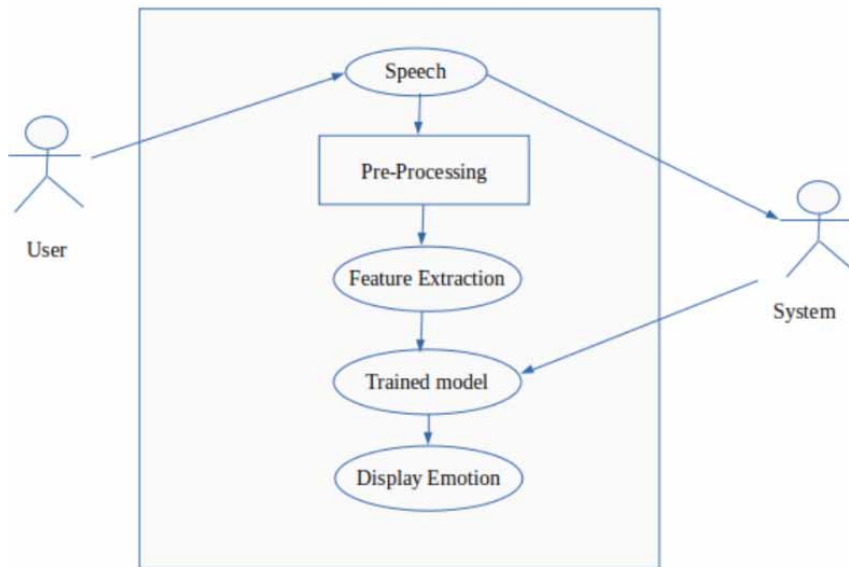 Speech
Pre-Processing
User
Feature Extraction
System
Trained model
Display Emotion